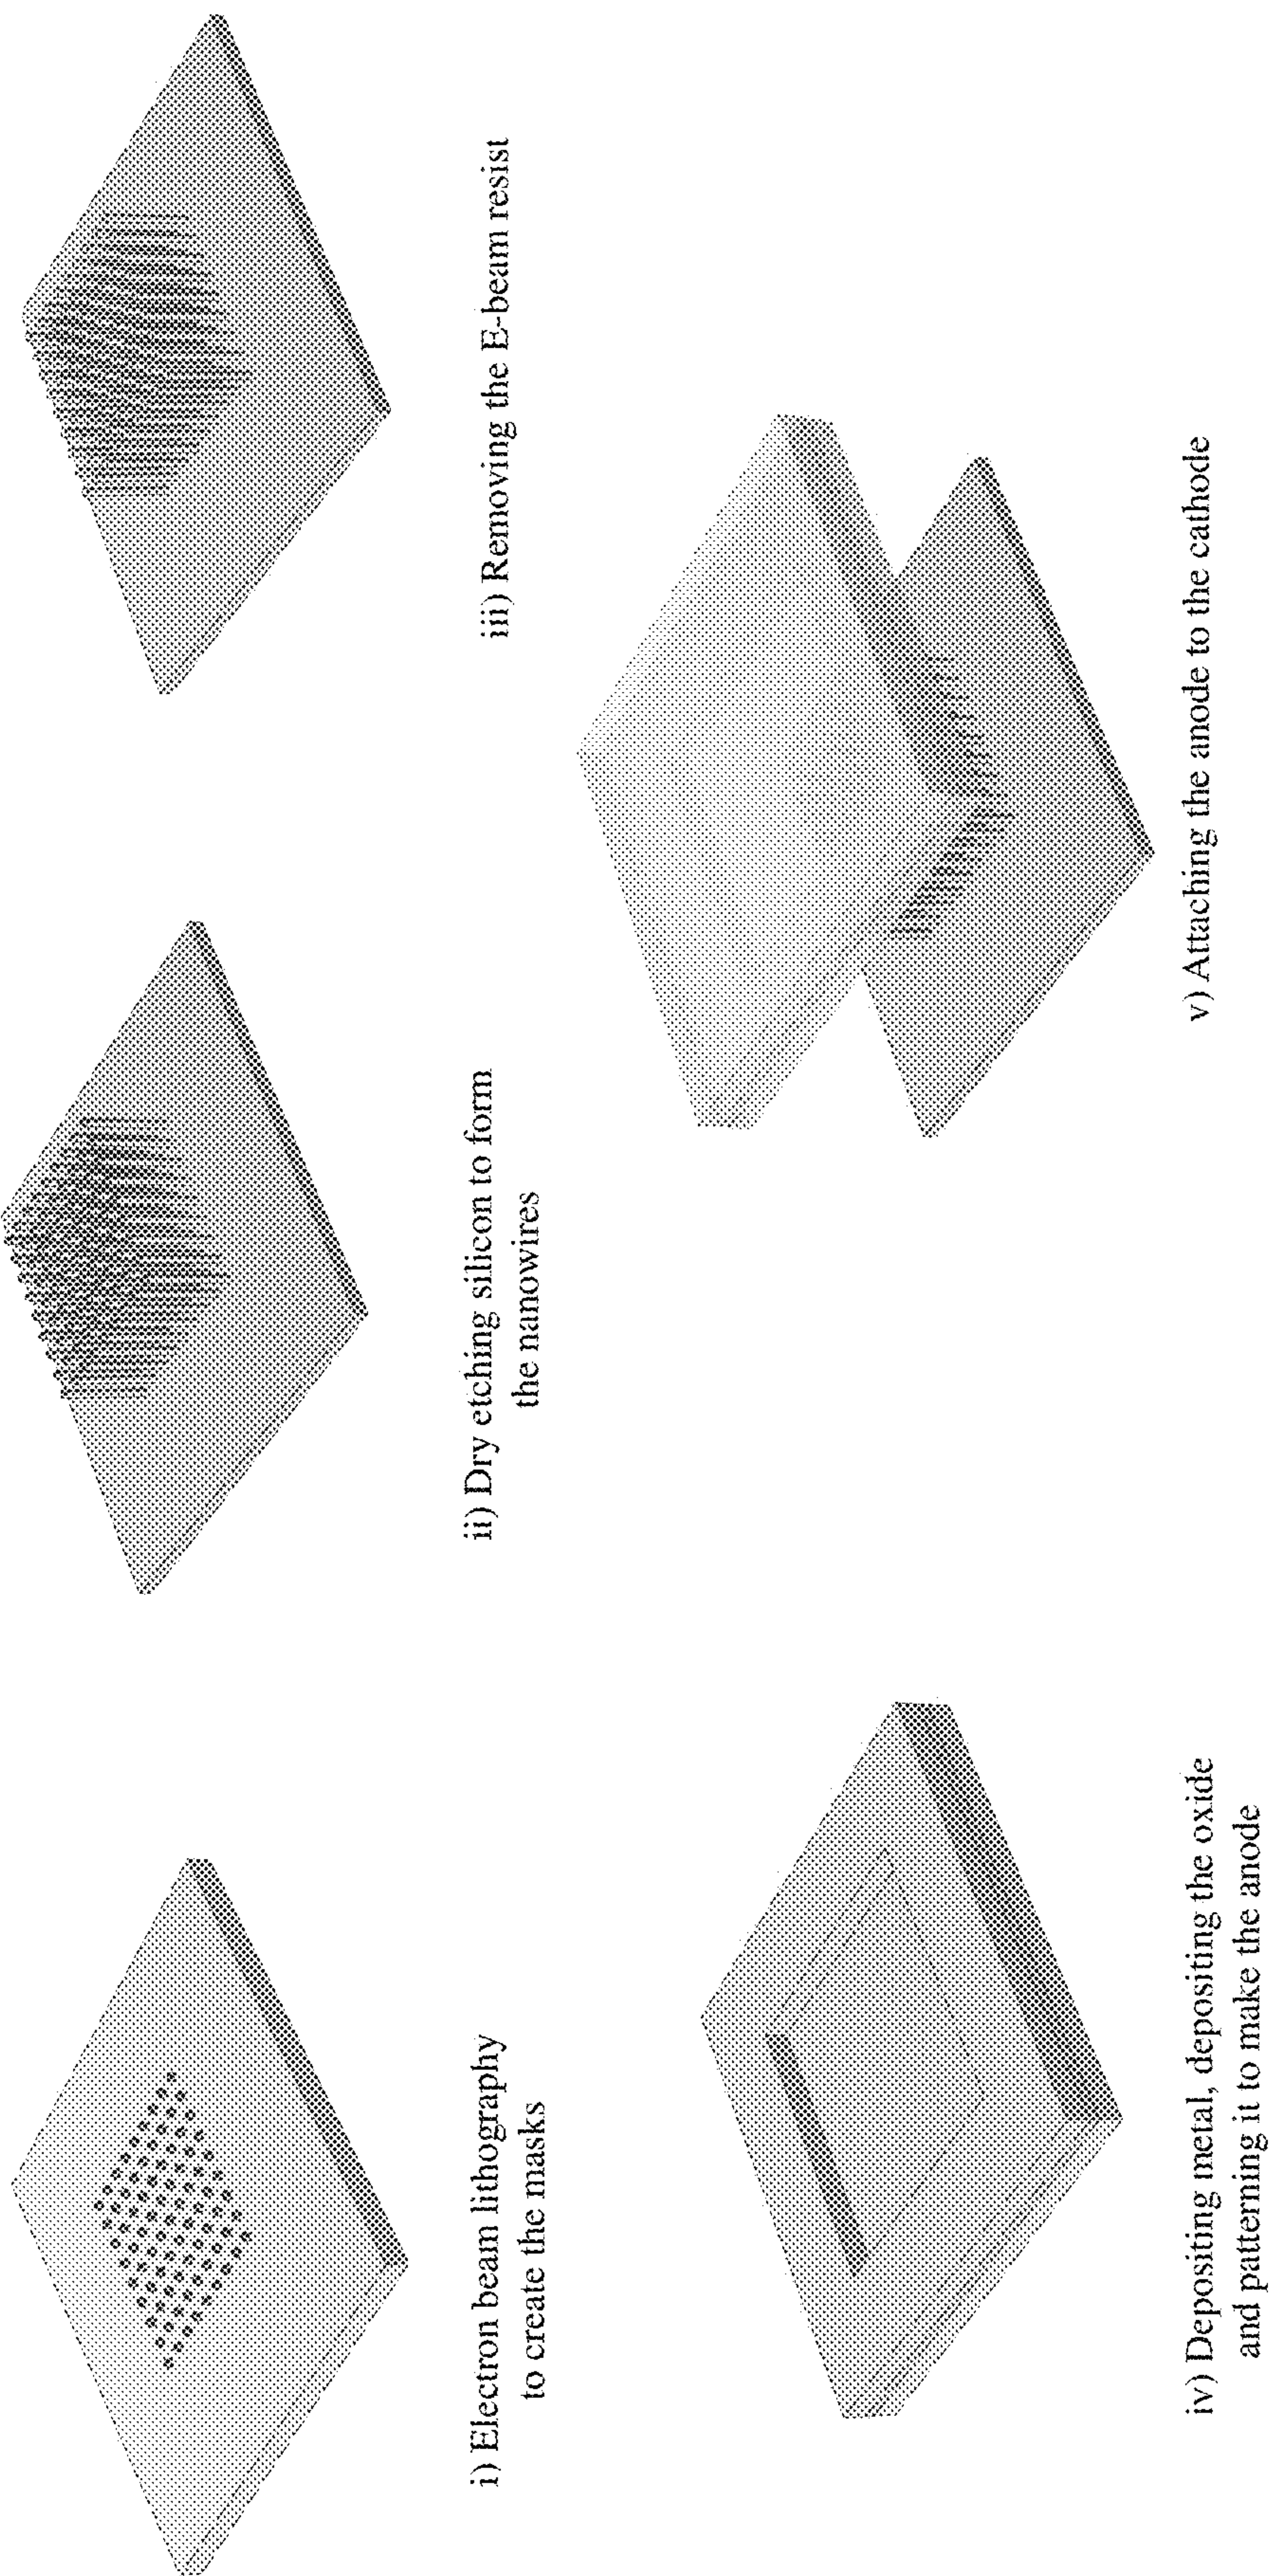 i) Electron beam lithography
to create the masks
ii) Dry etching silicon to form
the nanowires
iii) Removing the E-beam resist
iv) Depositing metal, depositing the oxide
and patterning it to make the anode
v) Attaching the anode to the cathode